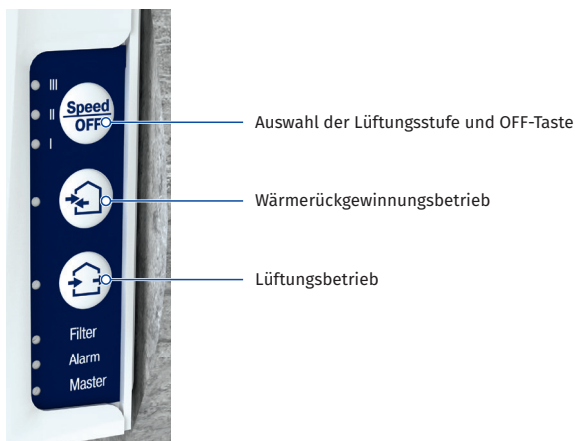 III
Speed
II
OFF
I
Auswahl der Lüftungsstufe und OFF-Taste
Wärmerückgewinnungsbetrieb
Lüftungsbetrieb
Filter
Alarm
Master